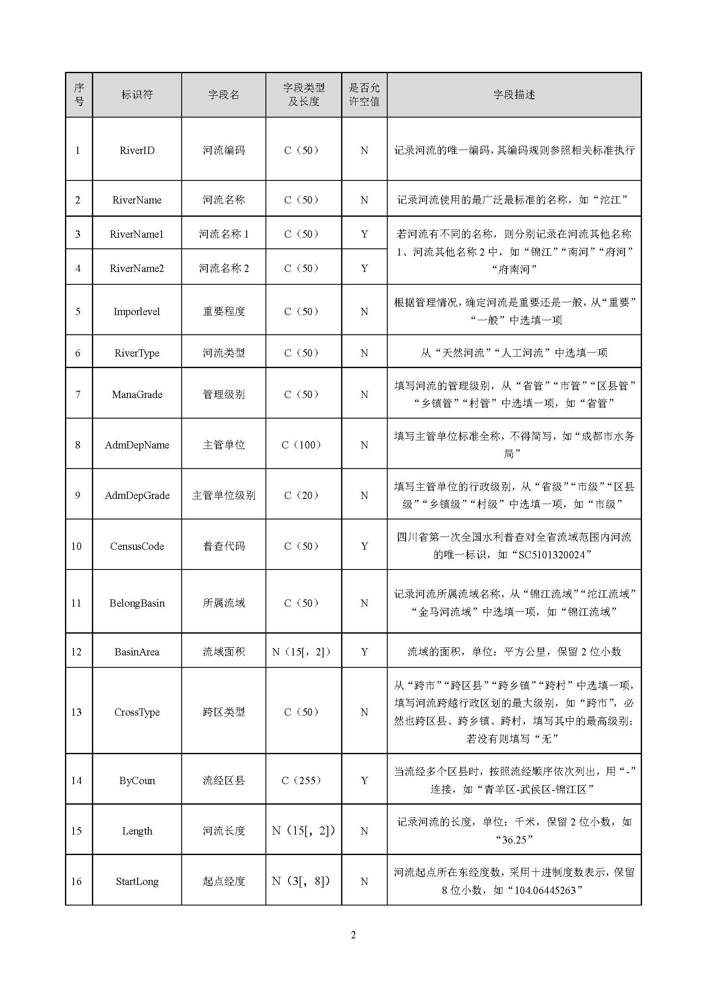 序号 标识符 字段名 字段类型及长度 是否允许空值 字段描述
1 RiverID 河流编码 C（50） N 记录河流的唯一编码，其编码规则参照相关标准执行
2 RiverName 河流名称 C（50） N 记录河流使用的最广泛最标准的名称，如“沱江”
3 RiverName1 河流名称 1 C（50） Y 若河流有不同的名称，则分别记录在河流其他名称
1、河流其他名称 2 中，如“锦江”“南河”“府河”
4 RiverName2 河流名称 2 C（50） Y “府南河”
5 Imporlevel 重要程度 C（50） N 根据管理情况，确定河流是重要还是一般，从“重要”
“一般”中选填一项
6 RiverType 河流类型 C（50） N 从“天然河流”“人工河流”中选填一项
7 ManaGrade 管理级别 C（50） N 填写河流的管理级别，从“省管”“市管”“区县管”
“乡镇管”“村管”中选填一项，如“省管”
8 AdmDepName 主管单位 C（100） N 填写主管单位标准全称，不得简写，如“成都市水务
局”
9 AdmDepGrade 主管单位级别 C（20） N 填写主管单位的行政级别，从“省级”“市级”“区县
级”“乡镇级”“村级”中选填一项，如“市级”
10 CensusCode 普查代码 C（50） Y 四川省第一次全国水利普查对全省流域范围内河流
的唯一标识，如“SC5101320024”
11 BelongBasin 所属流域 C（50） N 记录河流所属流域名称，从“锦江流域”“沱江流域”
“金马河流域”中选填一项，如“锦江流域”
12 BasinArea 流域面积 N（15[，2]） Y 流域的面积，单位：平方公里，保留 2 位小数
13 CrossType 跨区类型 C（50） N 从“跨市”“跨区县”“跨乡镇”“跨村”中选填一项，
填写河流跨越行政区划的最大级别，如“跨市”，必
然也跨区县、跨乡镇、跨村，填写其中的最高级别；
若没有则填写“无”
14 ByCoun 流经区县 C（255） Y 当流经多个区县时，按照流经顺序依次列出，用“-”
连接，如“青羊区-武侯区-锦江区”
15 Length 河流长度 N（15[，2]） N 记录河流的长度，单位：千米，保留 2 位小数，如
“36.25”
16 StartLong 起点经度 N（3[，8]） N 河流起点所在东经度数，采用十进制度数表示，保留
8 位小数，如“104.06445263”
2